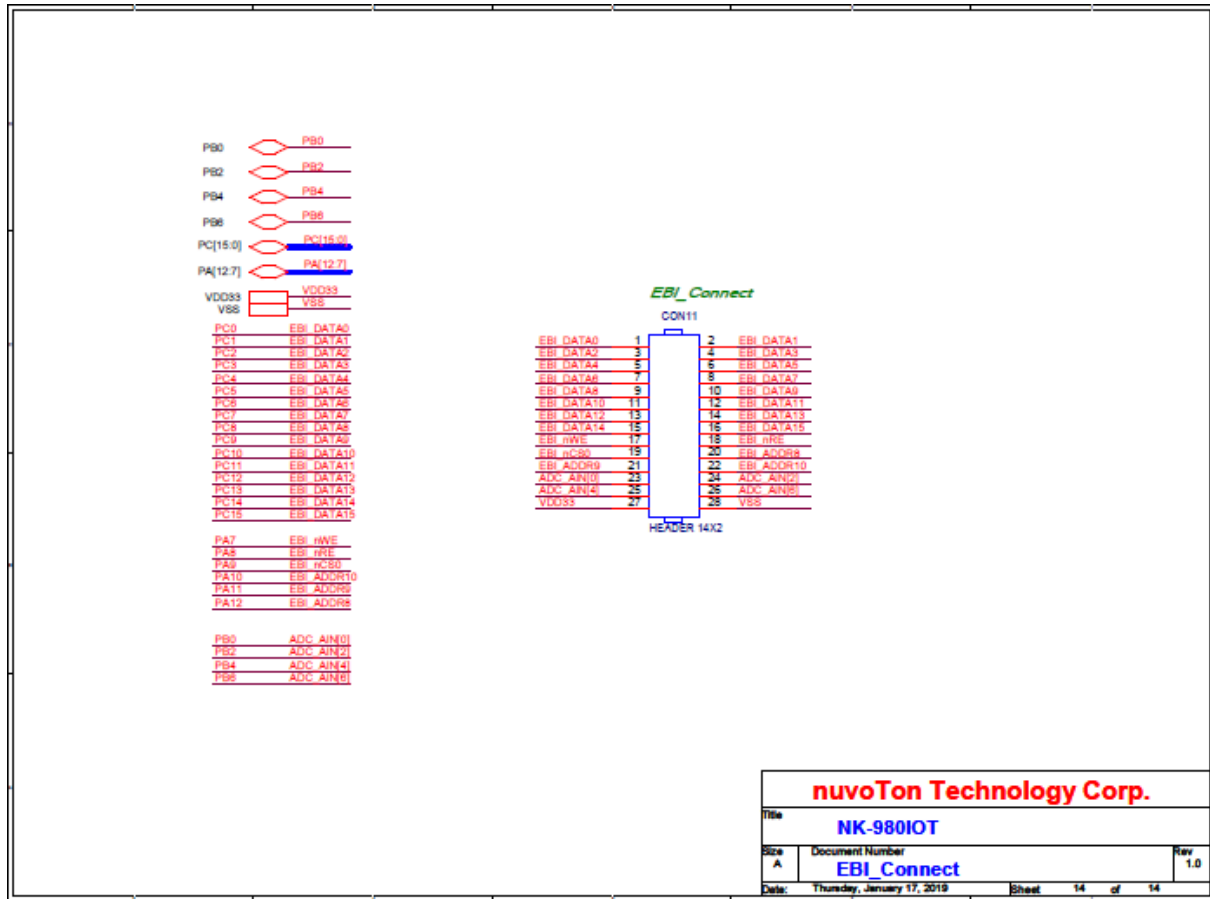 PB0 PB0
PB2 PB2
PB4 PB4
PB6 PB6
PC[15:0] PC[15:0]
PA[12:7] PA[12:7]
VDD33 VDD33
VSS VSS
PC0 EBI_DATA0
PC1 EBI_DATA1
PC2 EBI_DATA2
PC3 EBI_DATA3
PC4 EBI_DATA4
PC5 EBI_DATA5
PC6 EBI_DATA6
PC7 EBI_DATA7
PC8 EBI_DATA8
PC9 EBI_DATA9
PC10 EBI_DATA10
PC11 EBI_DATA11
PC12 EBI_DATA12
PC13 EBI_DATA13
PC14 EBI_DATA14
PC15 EBI_DATA15
PA7 EBI_nWE
PA8 EBI_nRE
PA9 EBI_nCS0
PA10 EBI_ADDR10
PA11 EBI_ADDR9
PA12 EBI_ADDR8
PB0 ADC_AIN[0]
PB2 ADC_AIN[2]
PB4 ADC_AIN[4]
PB6 ADC_AIN[6]
EBI_Connect
CON11
EBI_DATA0 1 2 EBI_DATA1
EBI_DATA2 3 4 EBI_DATA3
EBI_DATA4 5 6 EBI_DATA5
EBI_DATA6 7 8 EBI_DATA7
EBI_DATA8 9 10 EBI_DATA9
EBI_DATA10 11 12 EBI_DATA11
EBI_DATA12 13 14 EBI_DATA13
EBI_DATA14 15 16 EBI_DATA15
EBI_nWE 17 18 EBI_nRE
EBI_nCS0 19 20 EBI_ADDR8
EBI_ADDR9 21 22 EBI_ADDR10
ADC_AIN[0] 23 24 ADC_AIN[2]
ADC_AIN[4] 25 26 ADC_AIN[6]
VDD33 27 28 VSS
HEADER 14X2
nuvoTon Technology Corp.
Title
NK-980IOT
Size Document Number Rev
A EBI_Connect 1.0
Date: Thursday, January 17, 2019 Sheet 14 of 14